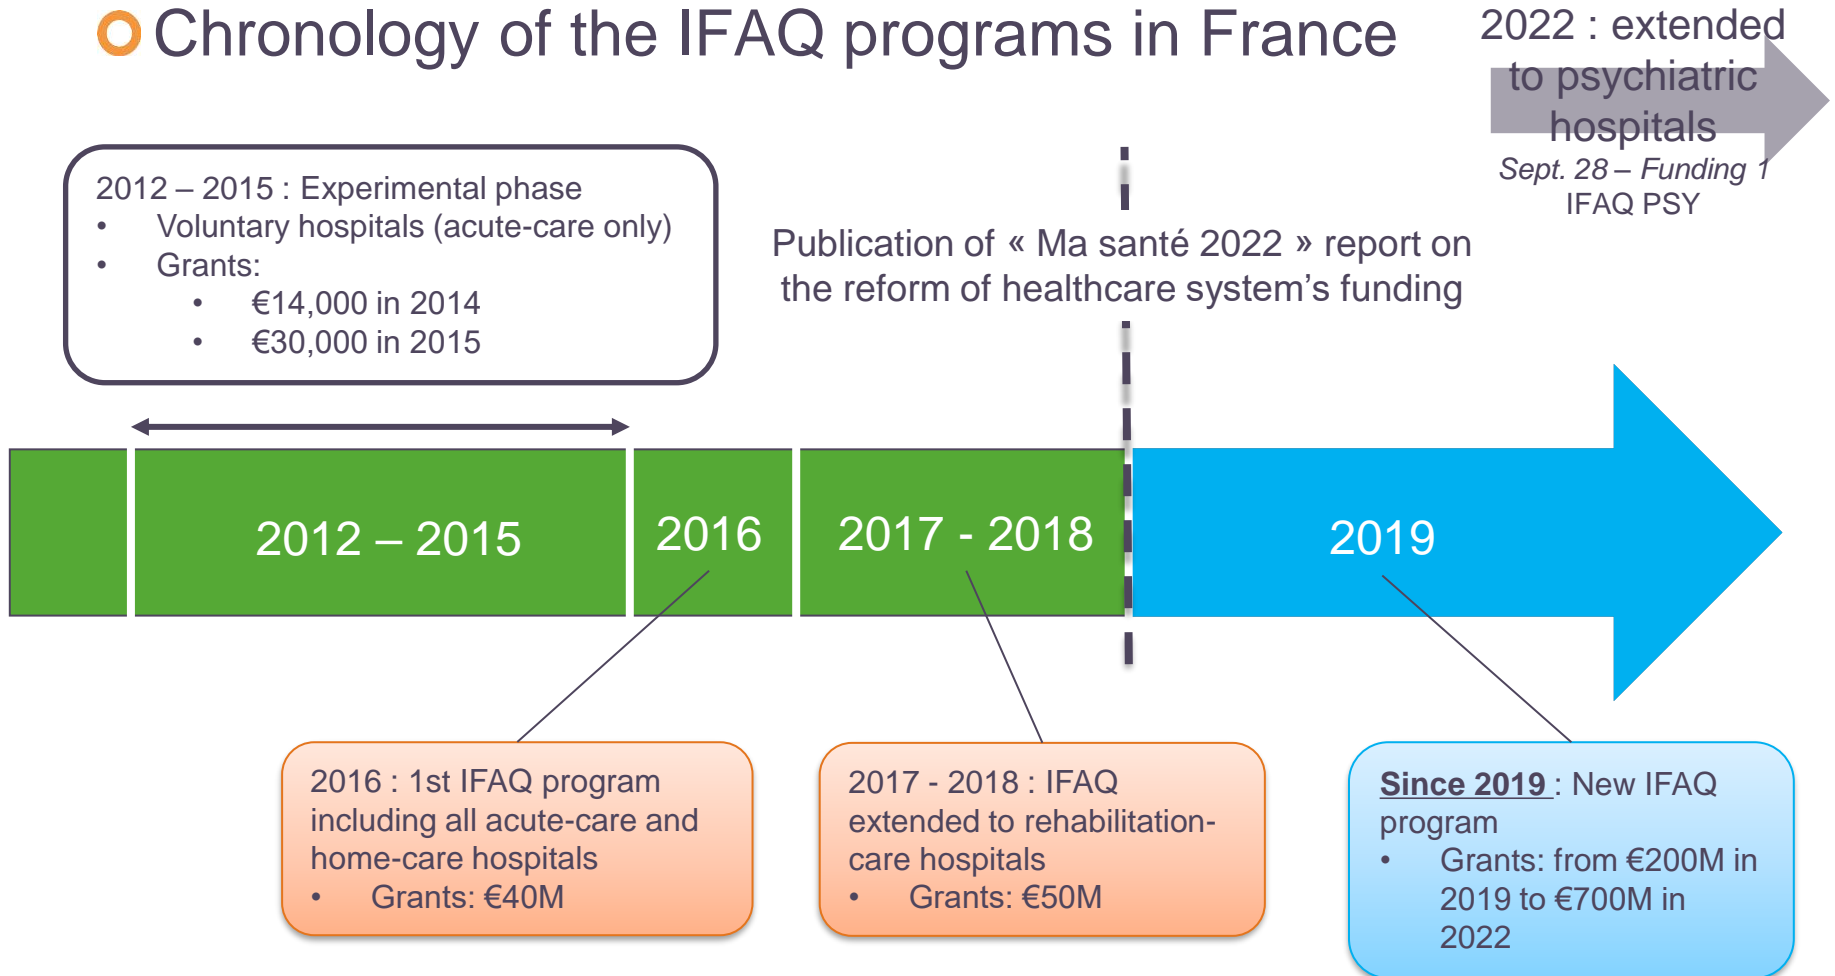 Chronology of the IFAQ programs in France
2022 : extended
to psychiatric
hospitals
Sept. 28 – Funding 1
IFAQ PSY
2012 – 2015 : Experimental phase
• Voluntary hospitals (acute-care only)
• Grants:
• €14,000 in 2014
• €30,000 in 2015
Publication of « Ma santé 2022 » report on
the reform of healthcare system’s funding
2012 – 2015
2016
2017 - 2018
2019
2016 : 1st IFAQ program
including all acute-care and
home-care hospitals
• Grants: €40M
2017 - 2018 : IFAQ
extended to rehabilitation-
care hospitals
• Grants: €50M
Since 2019 : New IFAQ
program
• Grants: from €200M in
2019 to €700M in
2022